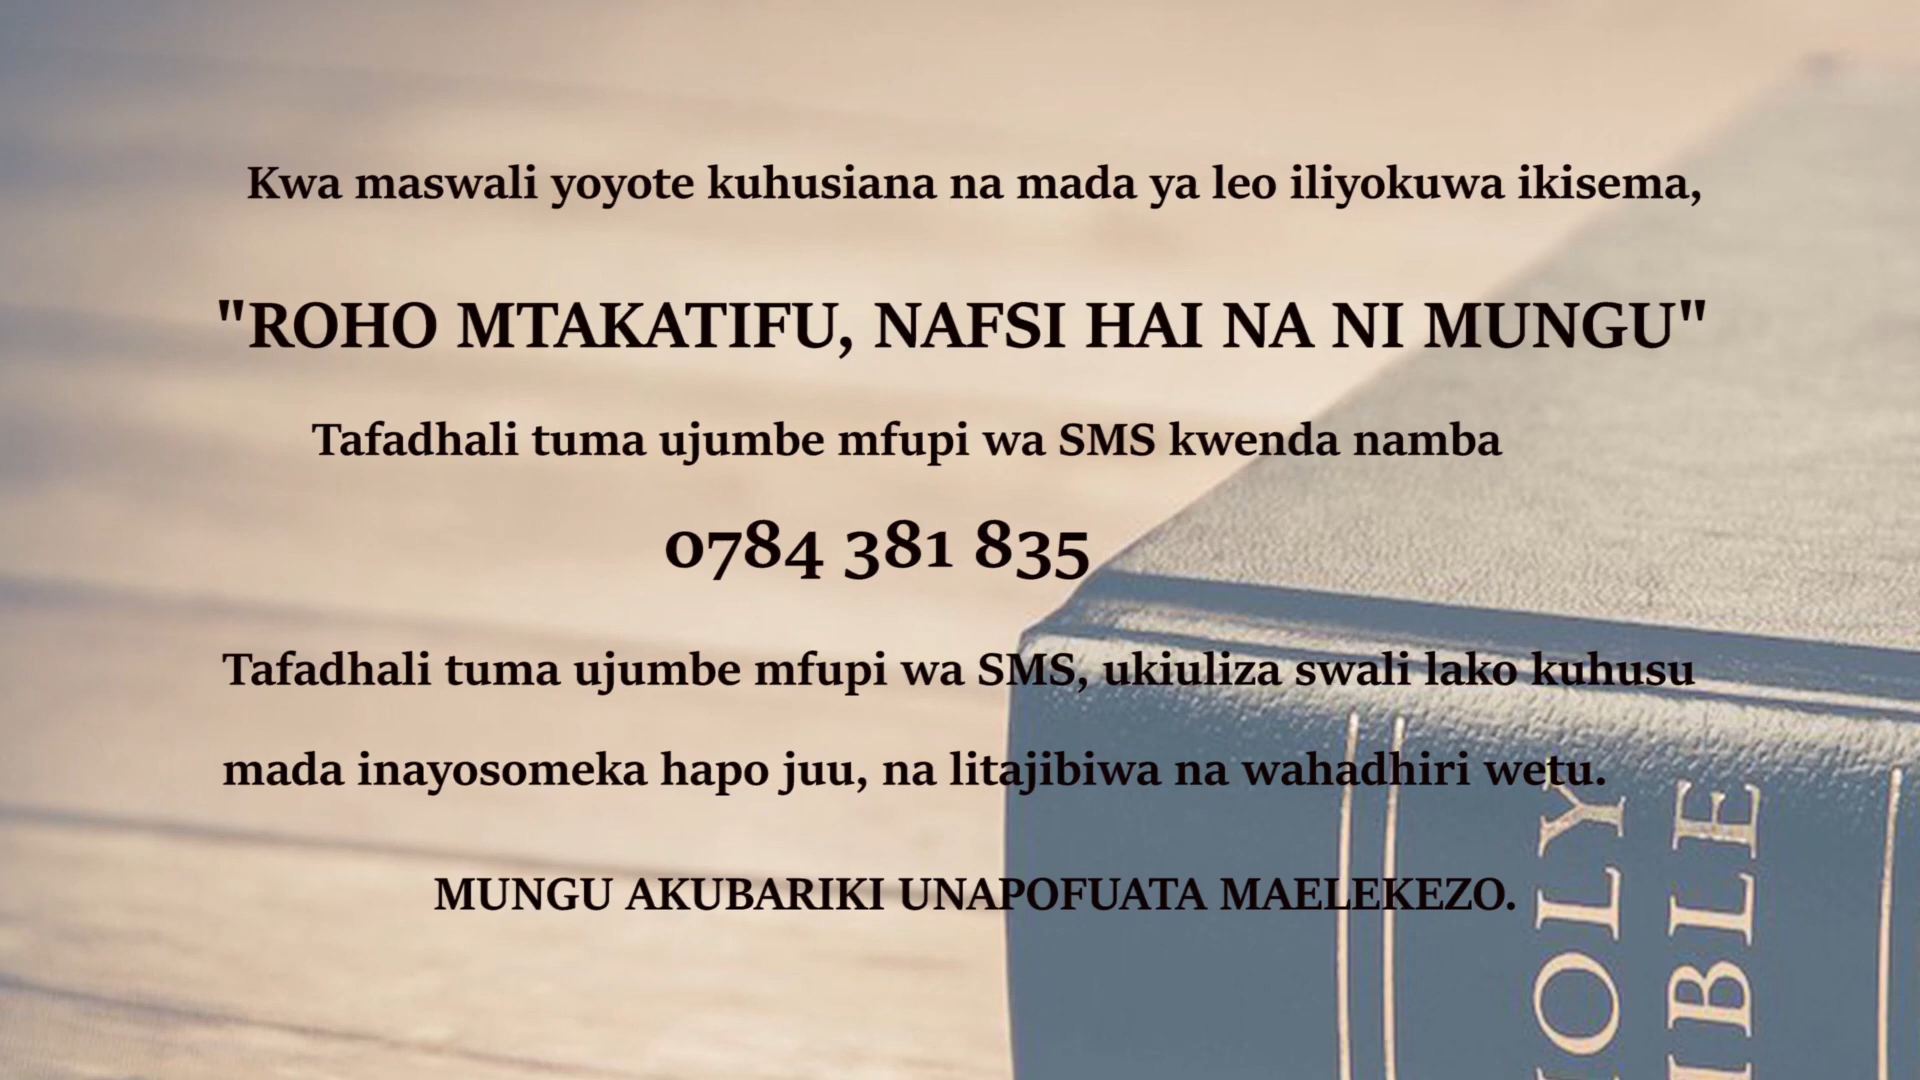 Kwa maswali yoyote kuhusiana na mada ya leo iliyokuwa ikisema,
"ROHO MTAKATIFU, NAFSI HAI NA NI MUNGU"
Tafadhali tuma ujumbe mfupi wa SMS kwenda namba
0784 381 835
Tafadhali tuma ujumbe mfupi wa SMS, ukiuliza swali lako kuhusu
mada inayosomeka hapo juu, na litajibiwa na wahadhiri wetu.
MUNGU AKUBARIKI UNAPOFUATA MAELEKEZO.
HOLY
BIBLE